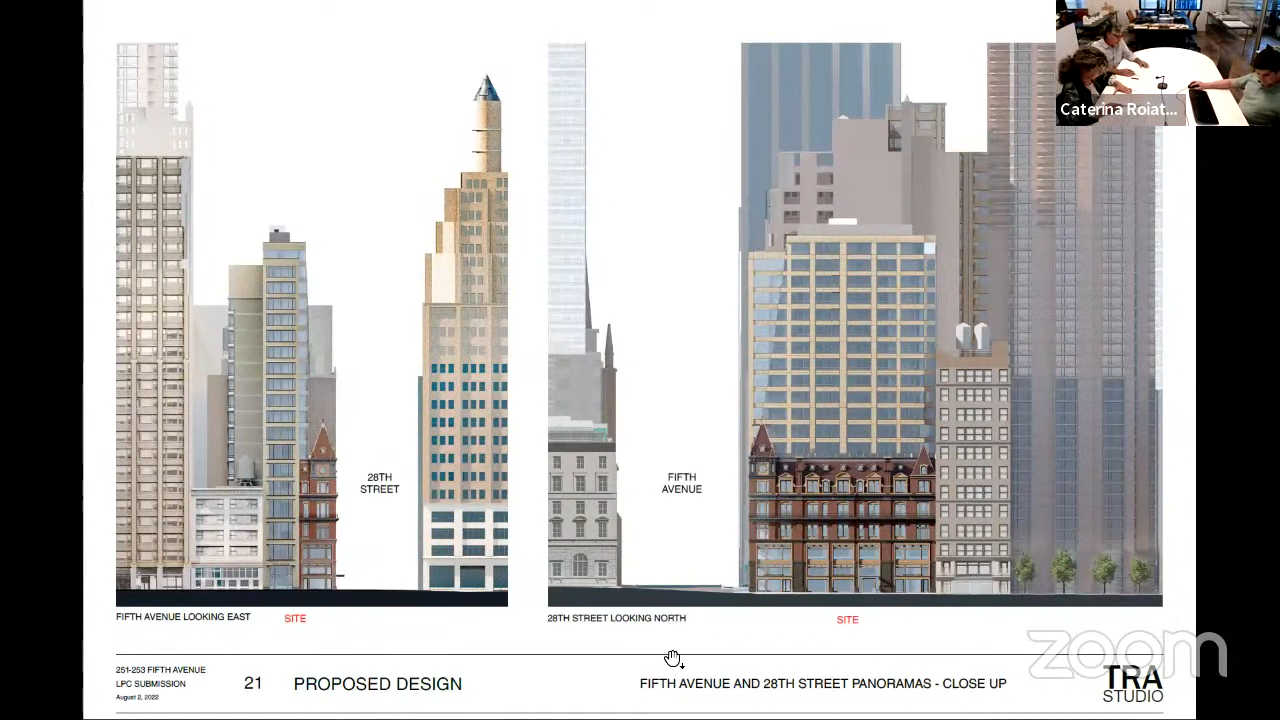 Caterina Roiat...
28TH
STREET
FIFTH
AVENUE
FIFTH AVENUE LOOKING EAST
SITE
28TH STREET LOOKING NORTH
SITE
zoom
251-253 FIFTH AVENUE
LPC SUBMISSION
August 2, 2022
21
PROPOSED DESIGN
FIFTH AVENUE AND 28TH STREET PANORAMAS - CLOSE UP
TRA
STUDIO